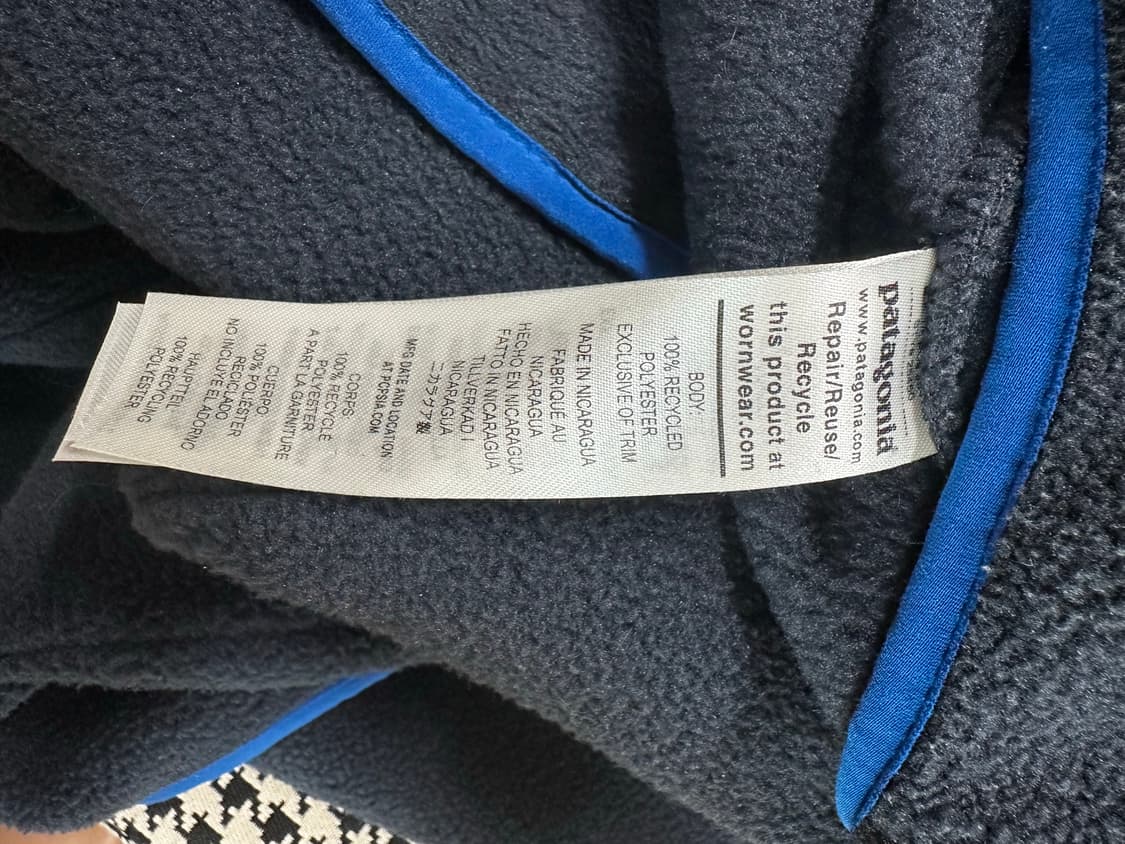 patagonia
www.patagonia.com
Repair/Reuse/
Recycle
this product at
wornwear.com
BODY:
100% RECYCLED
POLYESTER
EXCLUSIVE OF TRIM
MADE IN NICARAGUA
FABRIQUÉ AU
NICARAGUA
HECHO EN NICARAGUA
FATTO IN NICARAGUA
TILLVERKAD I
NICARAGUA
ニカラグア製
MFG DATE AND LOCATION
AT PCPSIA.COM
CORPS
100% RECYCLE
POLYESTER
A PART LA GARNITURE
CUERPO
100% POLIESTER
RECICLADO
NO INCLUYE EL ADORNO
HAUPTTEIL
100% RECYCLING
POLYESTER